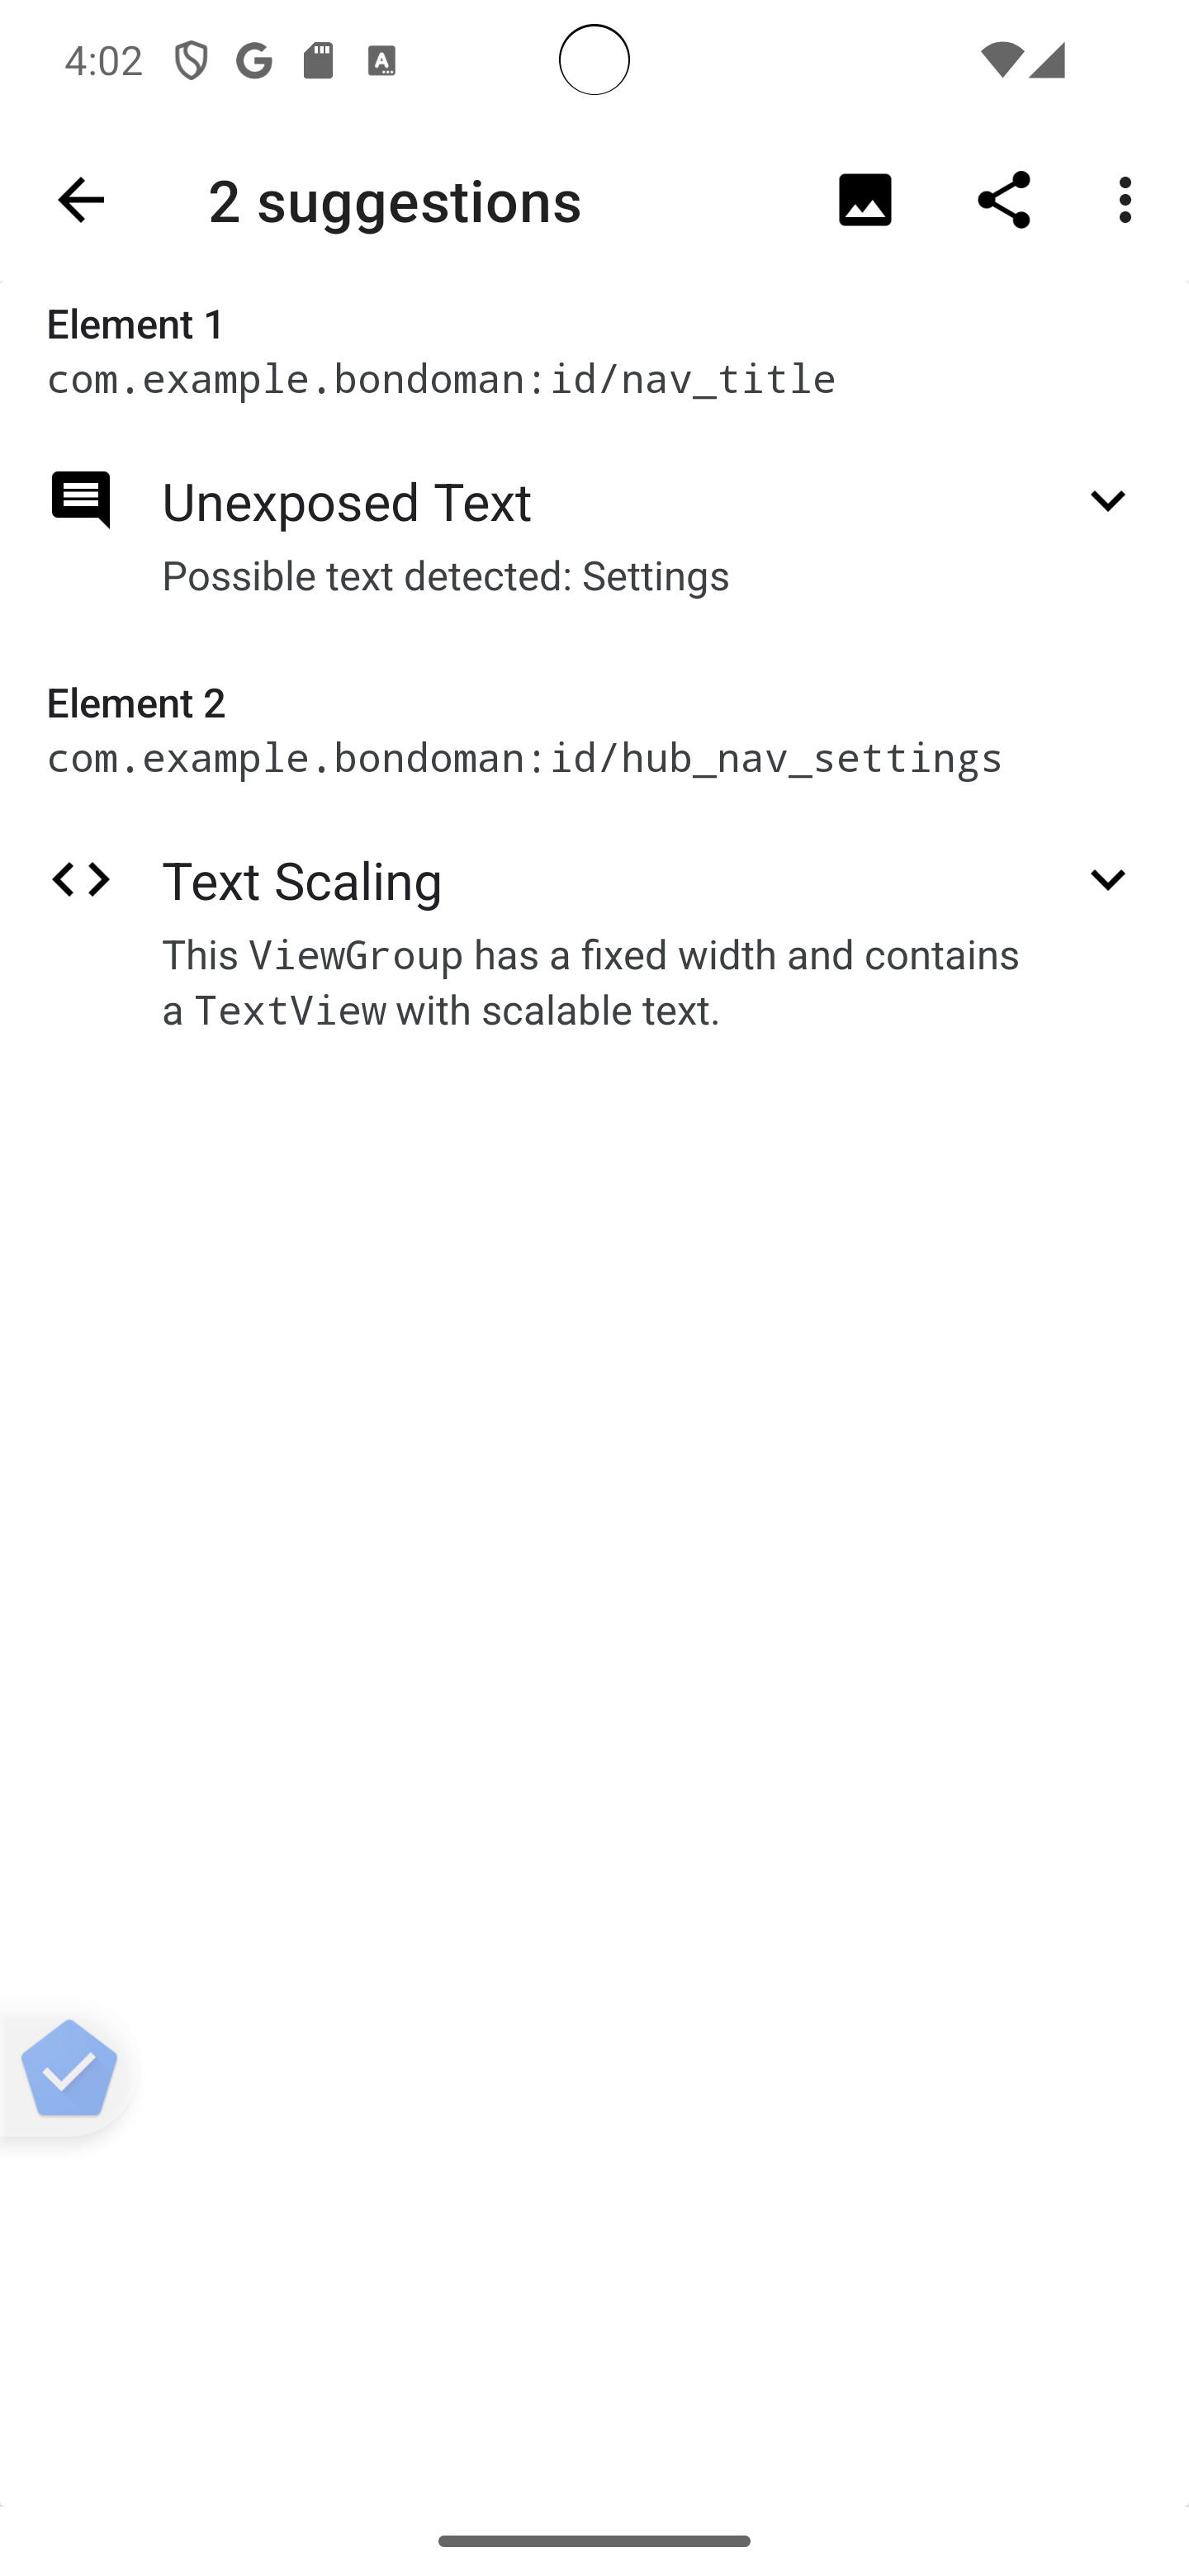 4:02
2 suggestions
Element 1
com.example.bondoman:id/nav_title
Unexposed Text
Possible text detected: Settings
Element 2
com.example.bondoman:id/hub_nav_settings
Text Scaling
This ViewGroup has a fixed width and contains
a TextView with scalable text.